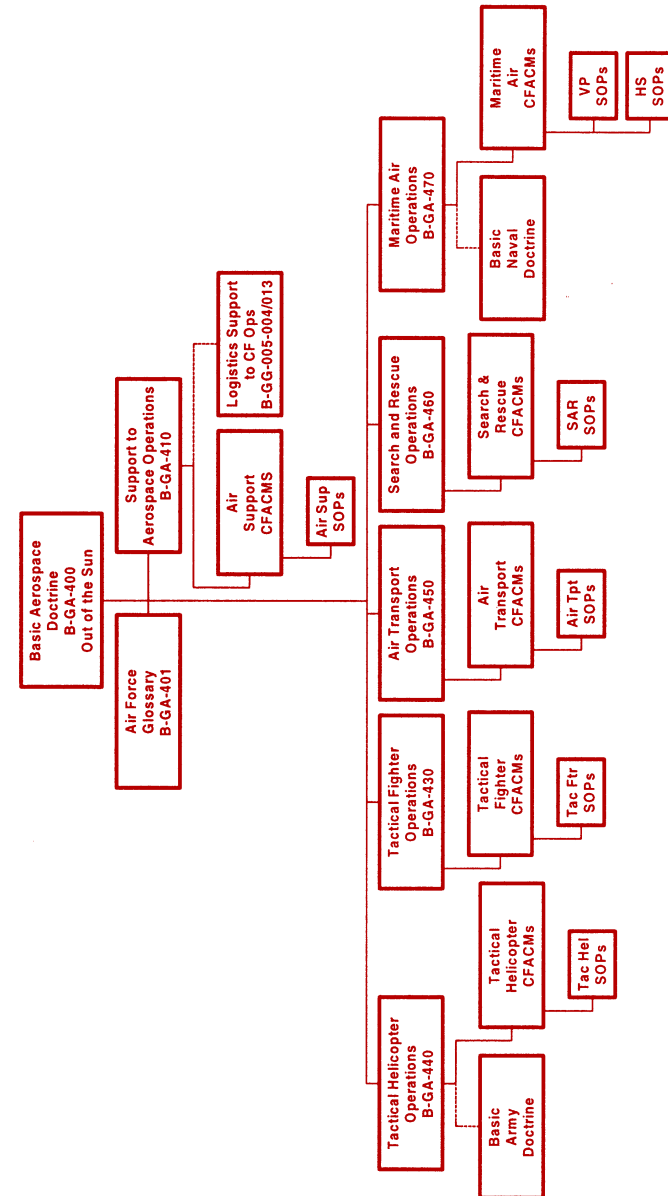 Basic Aerospace
Doctrine
B-GA-400
Out of the Sun
Air Force
Glossary
B-GA-401
Support to
Aerospace Operations
B-GA-410
Air
Support
CFACMS
Logistics Support
to CF Ops
B-GG-005-004/013
Air Sup
SOPs
Tactical Helicopter
Operations
B-GA-440
Tactical Fighter
Operations
B-GA-430
Air Transport
Operations
B-GA-450
Search and Rescue
Operations
B-GA-460
Maritime Air
Operations
B-GA-470
Basic
Army
Doctrine
Tactical
Helicopter
CFACMs
Tactical
Fighter
CFACMs
Air
Transport
CFACMs
Search &
Rescue
CFACMs
Basic
Naval
Doctrine
Maritime
Air
CFACMs
Tac Hel
SOPs
Tac Ftr
SOPs
Air Tpt
SOPs
SAR
SOPs
VP
SOPs
HS
SOPs